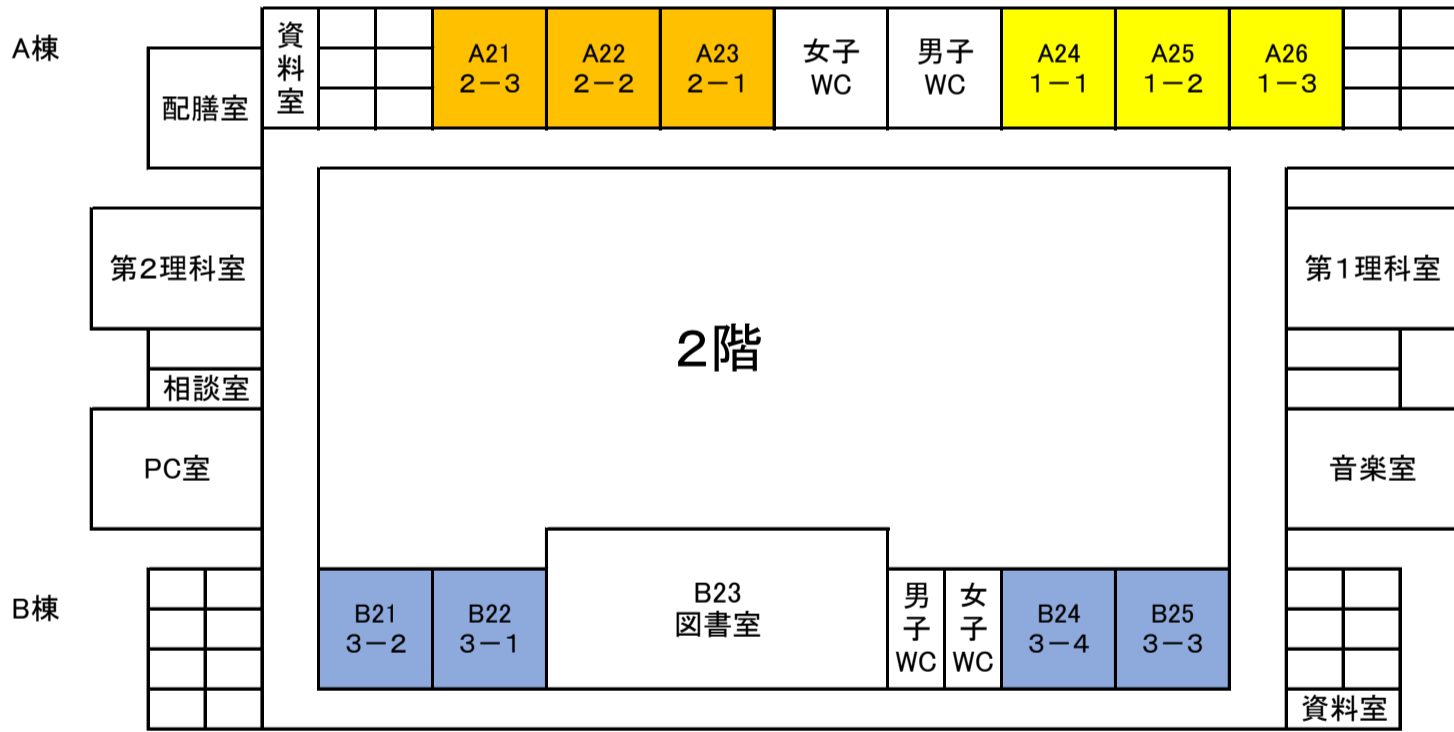 A棟
配膳室
資料室
A21
2－3
A22
2－2
A23
2－1
女子
WC
男子
WC
A24
1－1
A25
1－2
A26
1－3
第2理科室
2階
第1理科室
相談室
PC室
音楽室
B棟
B21
3－2
B22
3－1
B23
図書室
男子
WC
女子
WC
B24
3－4
B25
3－3
資料室